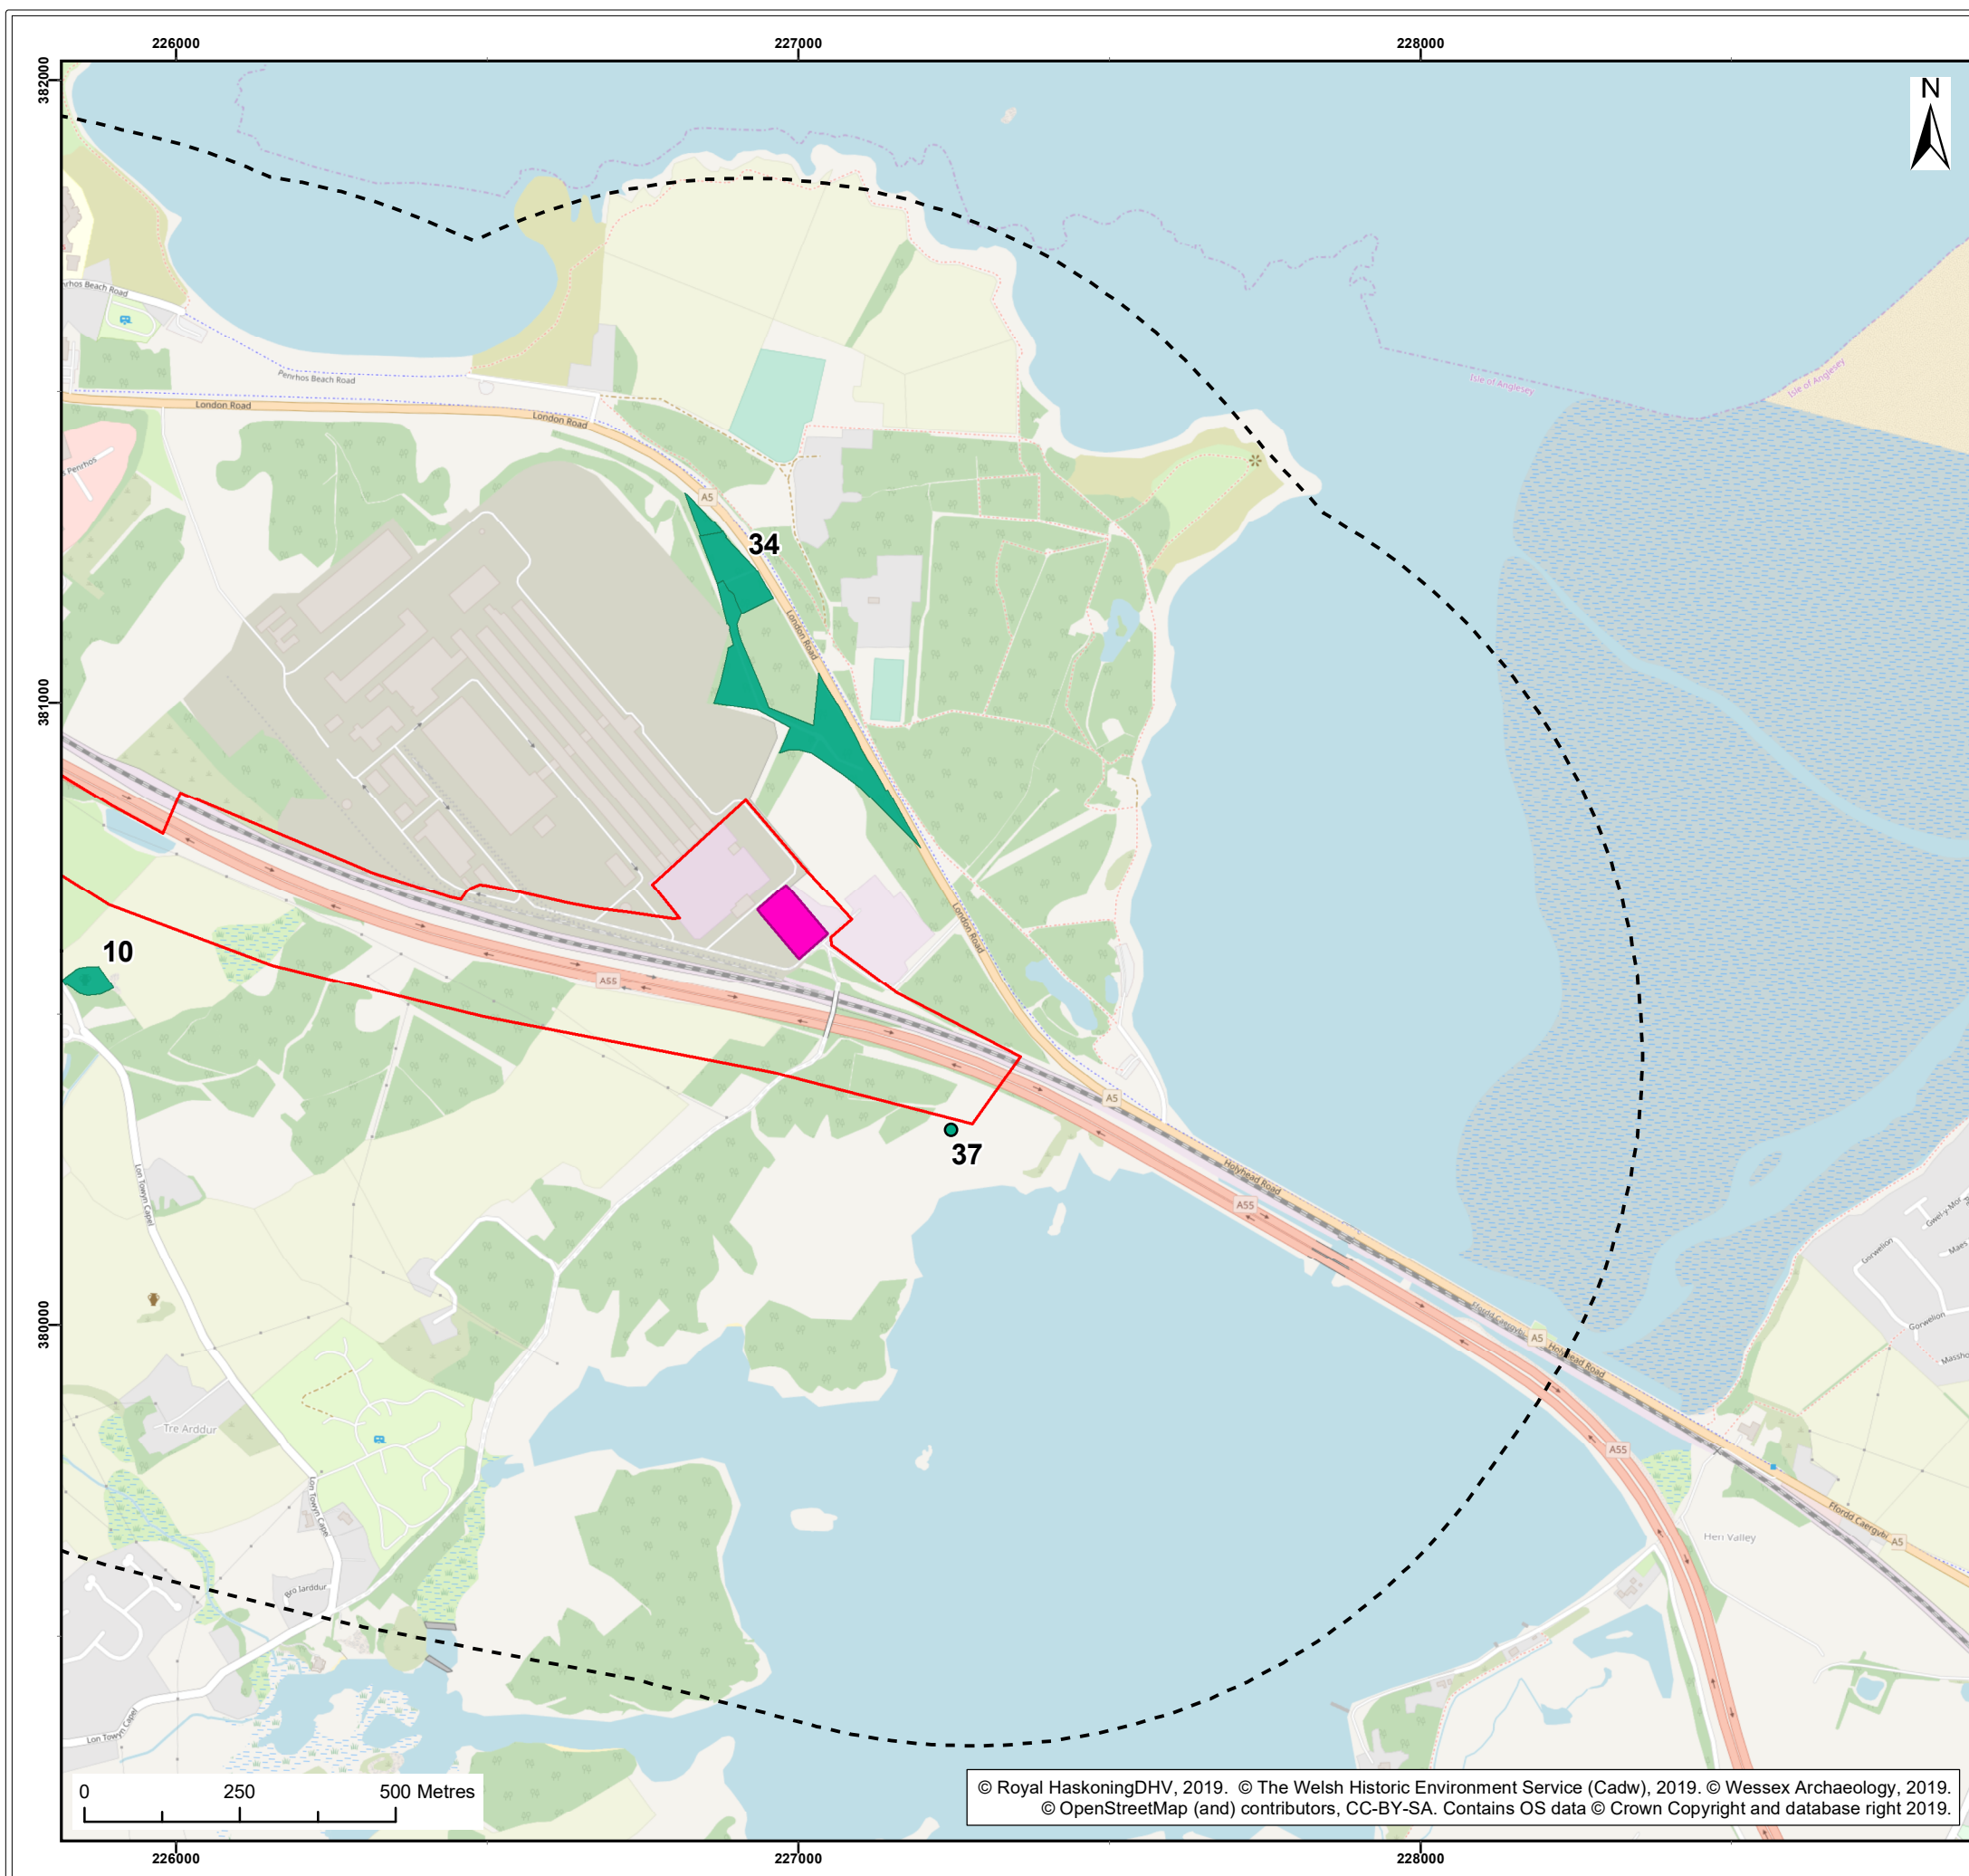 226000
227000
228000
382000
N
Penrhos Beach Road
Penrhos Beach Road
London Road
London Road
Isle of Anglesey
Isle of Anglesey
Penrhos
A5
34
London Road
381000
London Road
10
A55
A5
37
Holyhead Road
A55
Lon Towyn Capel
Gwel-y-Mor
Gorwelion
Maes
Gorwelion
Ffordd Caergybi
A5
Holyhead Road
380000
Tre Arddur
A55
Lon Towyn Capel
Ffordd Caergybi
A5
Heri Valley
Bro Iarddur
Lon Towyn Capel
0 250 500 Metres
© Royal HaskoningDHV, 2019. © The Welsh Historic Environment Service (Cadw), 2019. © Wessex Archaeology, 2019.
© OpenStreetMap (and) contributors, CC-BY-SA. Contains OS data © Crown Copyright and database right 2019.
226000
227000
228000